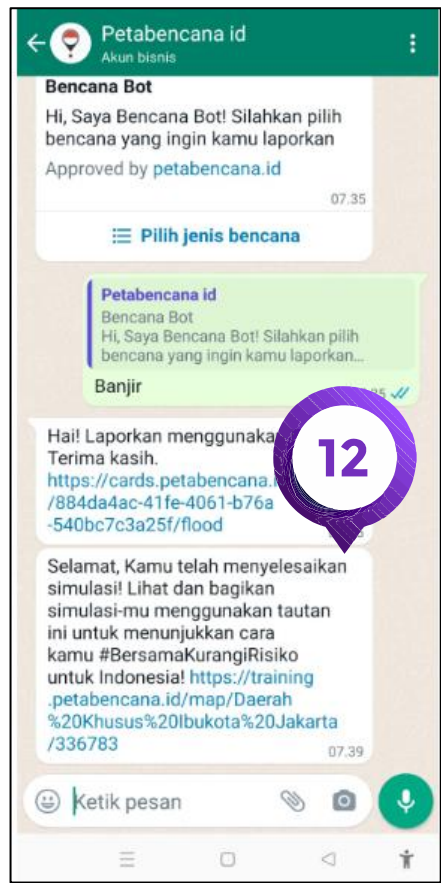 Petabencana id
Akun bisnis
Bencana Bot
Hi, Saya Bencana Bot! Silahkan pilih
bencana yang ingin kamu laporkan
Approved by petabencana.id
07.35
Pilih jenis bencana
Petabencana id
Bencana Bot
Hi, Saya Bencana Bot! Silahkan pilih
bencana yang ingin kamu laporkan...
Banjir
Hai! Laporkan
Terima kasih.
https://cards.petabencana.
/884da4ac-41fe-4061-b76a
-540bc7c3a25f/flood
12
Selamat, Kamu telah menyelesaikan
simulasi! Lihat dan bagikan
simulasi-mu menggunakan tautan
ini untuk menunjukkan cara
kamu #BersamaKurangiRisiko
untuk Indonesia! https://training
.petabencana.id/map/Daerah
%20Khusus%20Ibukota%20Jakarta
/336783
07.39
Ketik pesan